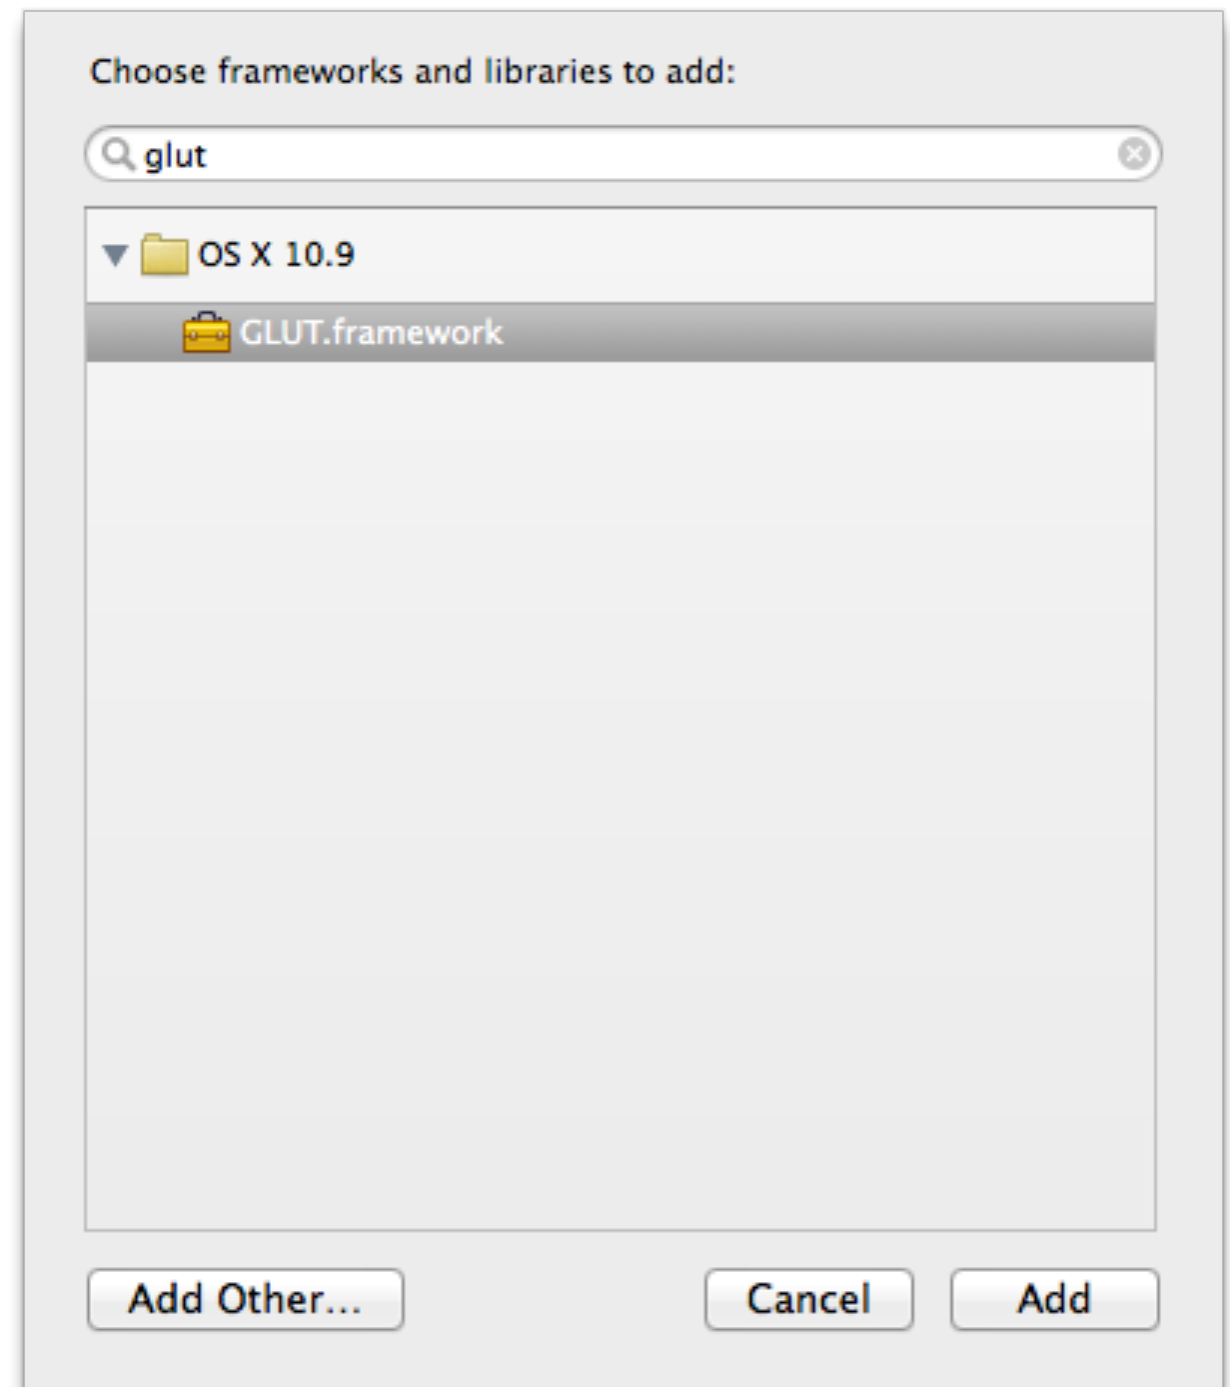 Choose frameworks and libraries to add:
glut
OS X 10.9
GLUT.framework
Add Other...
Cancel
Add